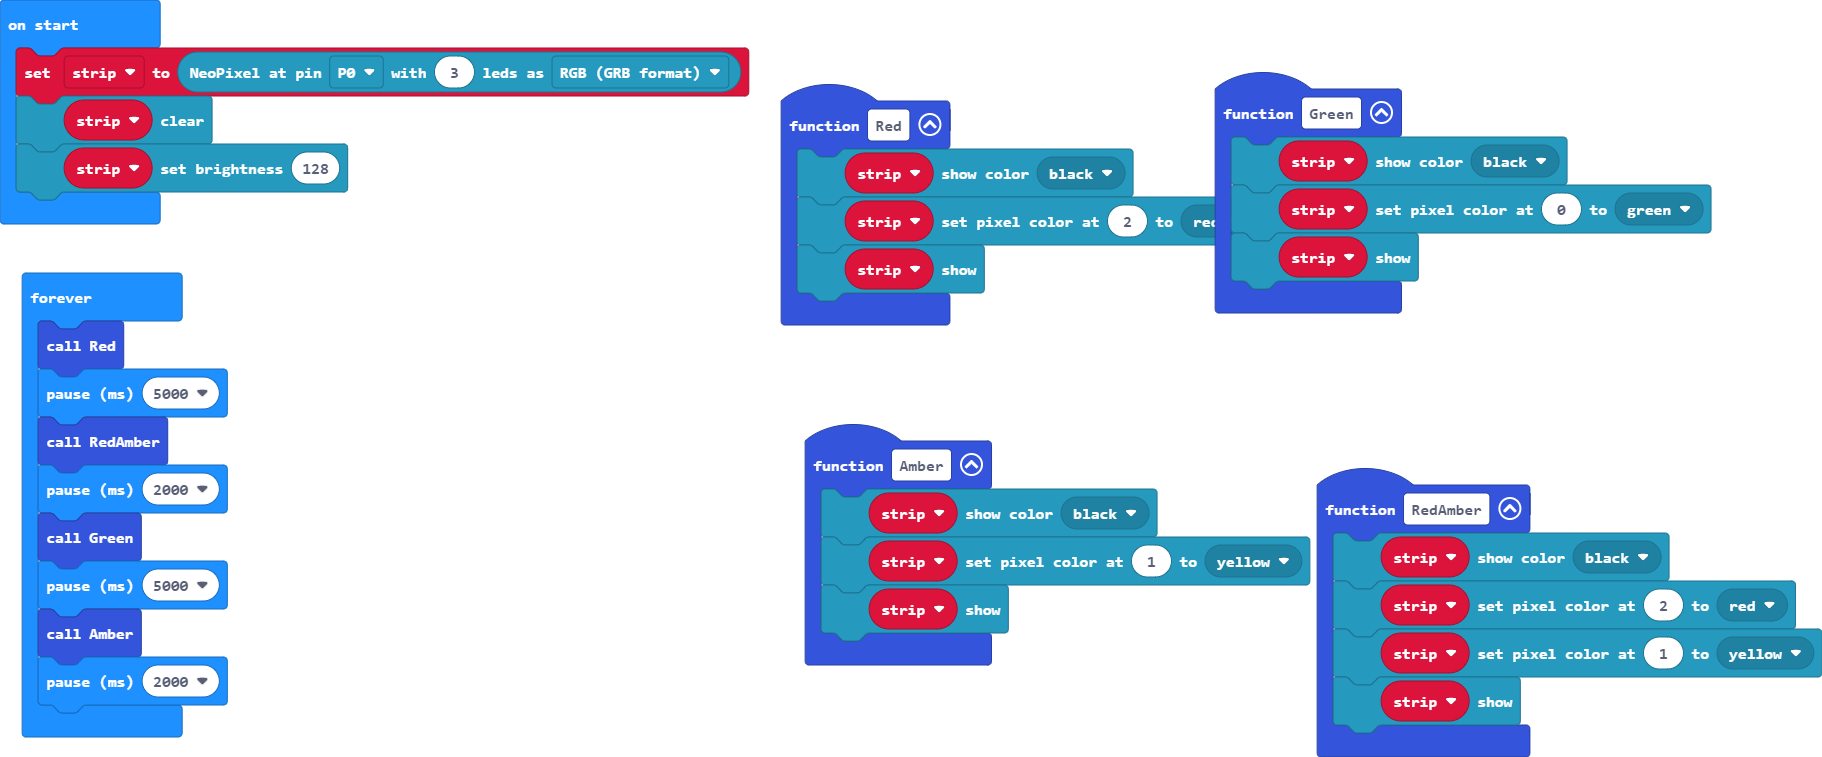 on start
set strip to NeoPixel at pin P0 with 3 leds as RGB (GRB format)
strip clear
strip set brightness 128
forever
call Red
pause (ms) 5000
call RedAmber
pause (ms) 2000
call Green
pause (ms) 5000
call Amber
pause (ms) 2000
function Red
strip show color black
strip set pixel color at 2 to red
strip show
function Green
strip show color black
strip set pixel color at 0 to green
strip show
function Amber
strip show color black
strip set pixel color at 1 to yellow
strip show
function RedAmber
strip show color black
strip set pixel color at 2 to red
strip set pixel color at 1 to yellow
strip show